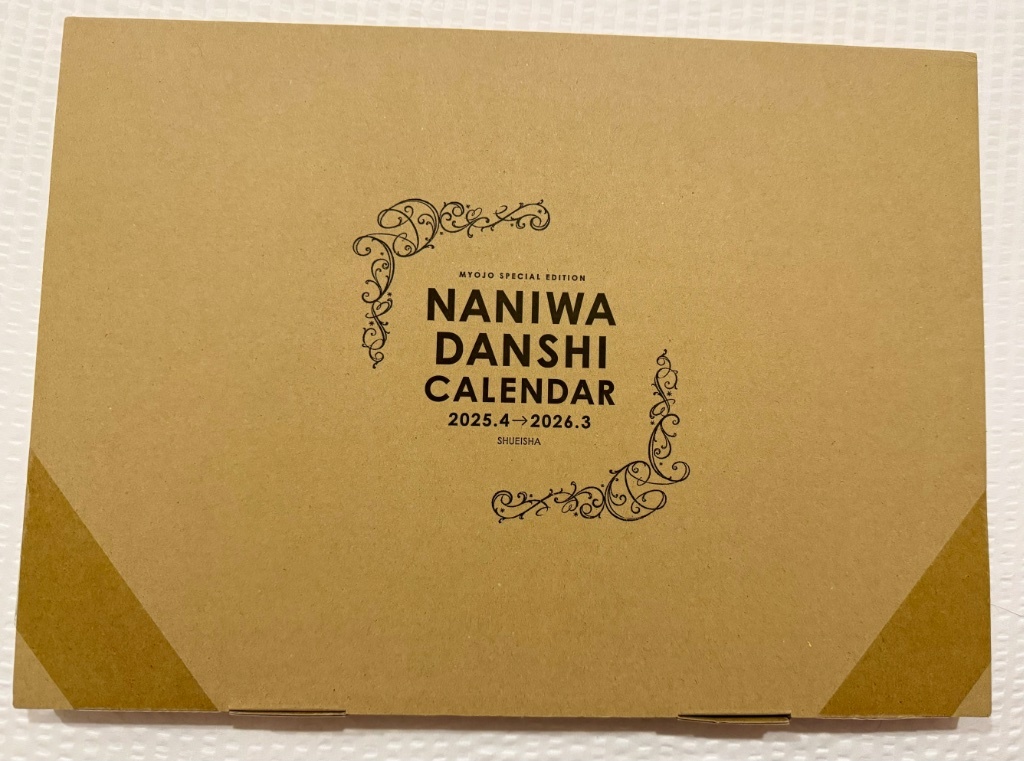 MYOJO SPECIAL EDITION
NANIWA
DANSHI
CALENDAR
2025.4→2026.3
SHUEISHA